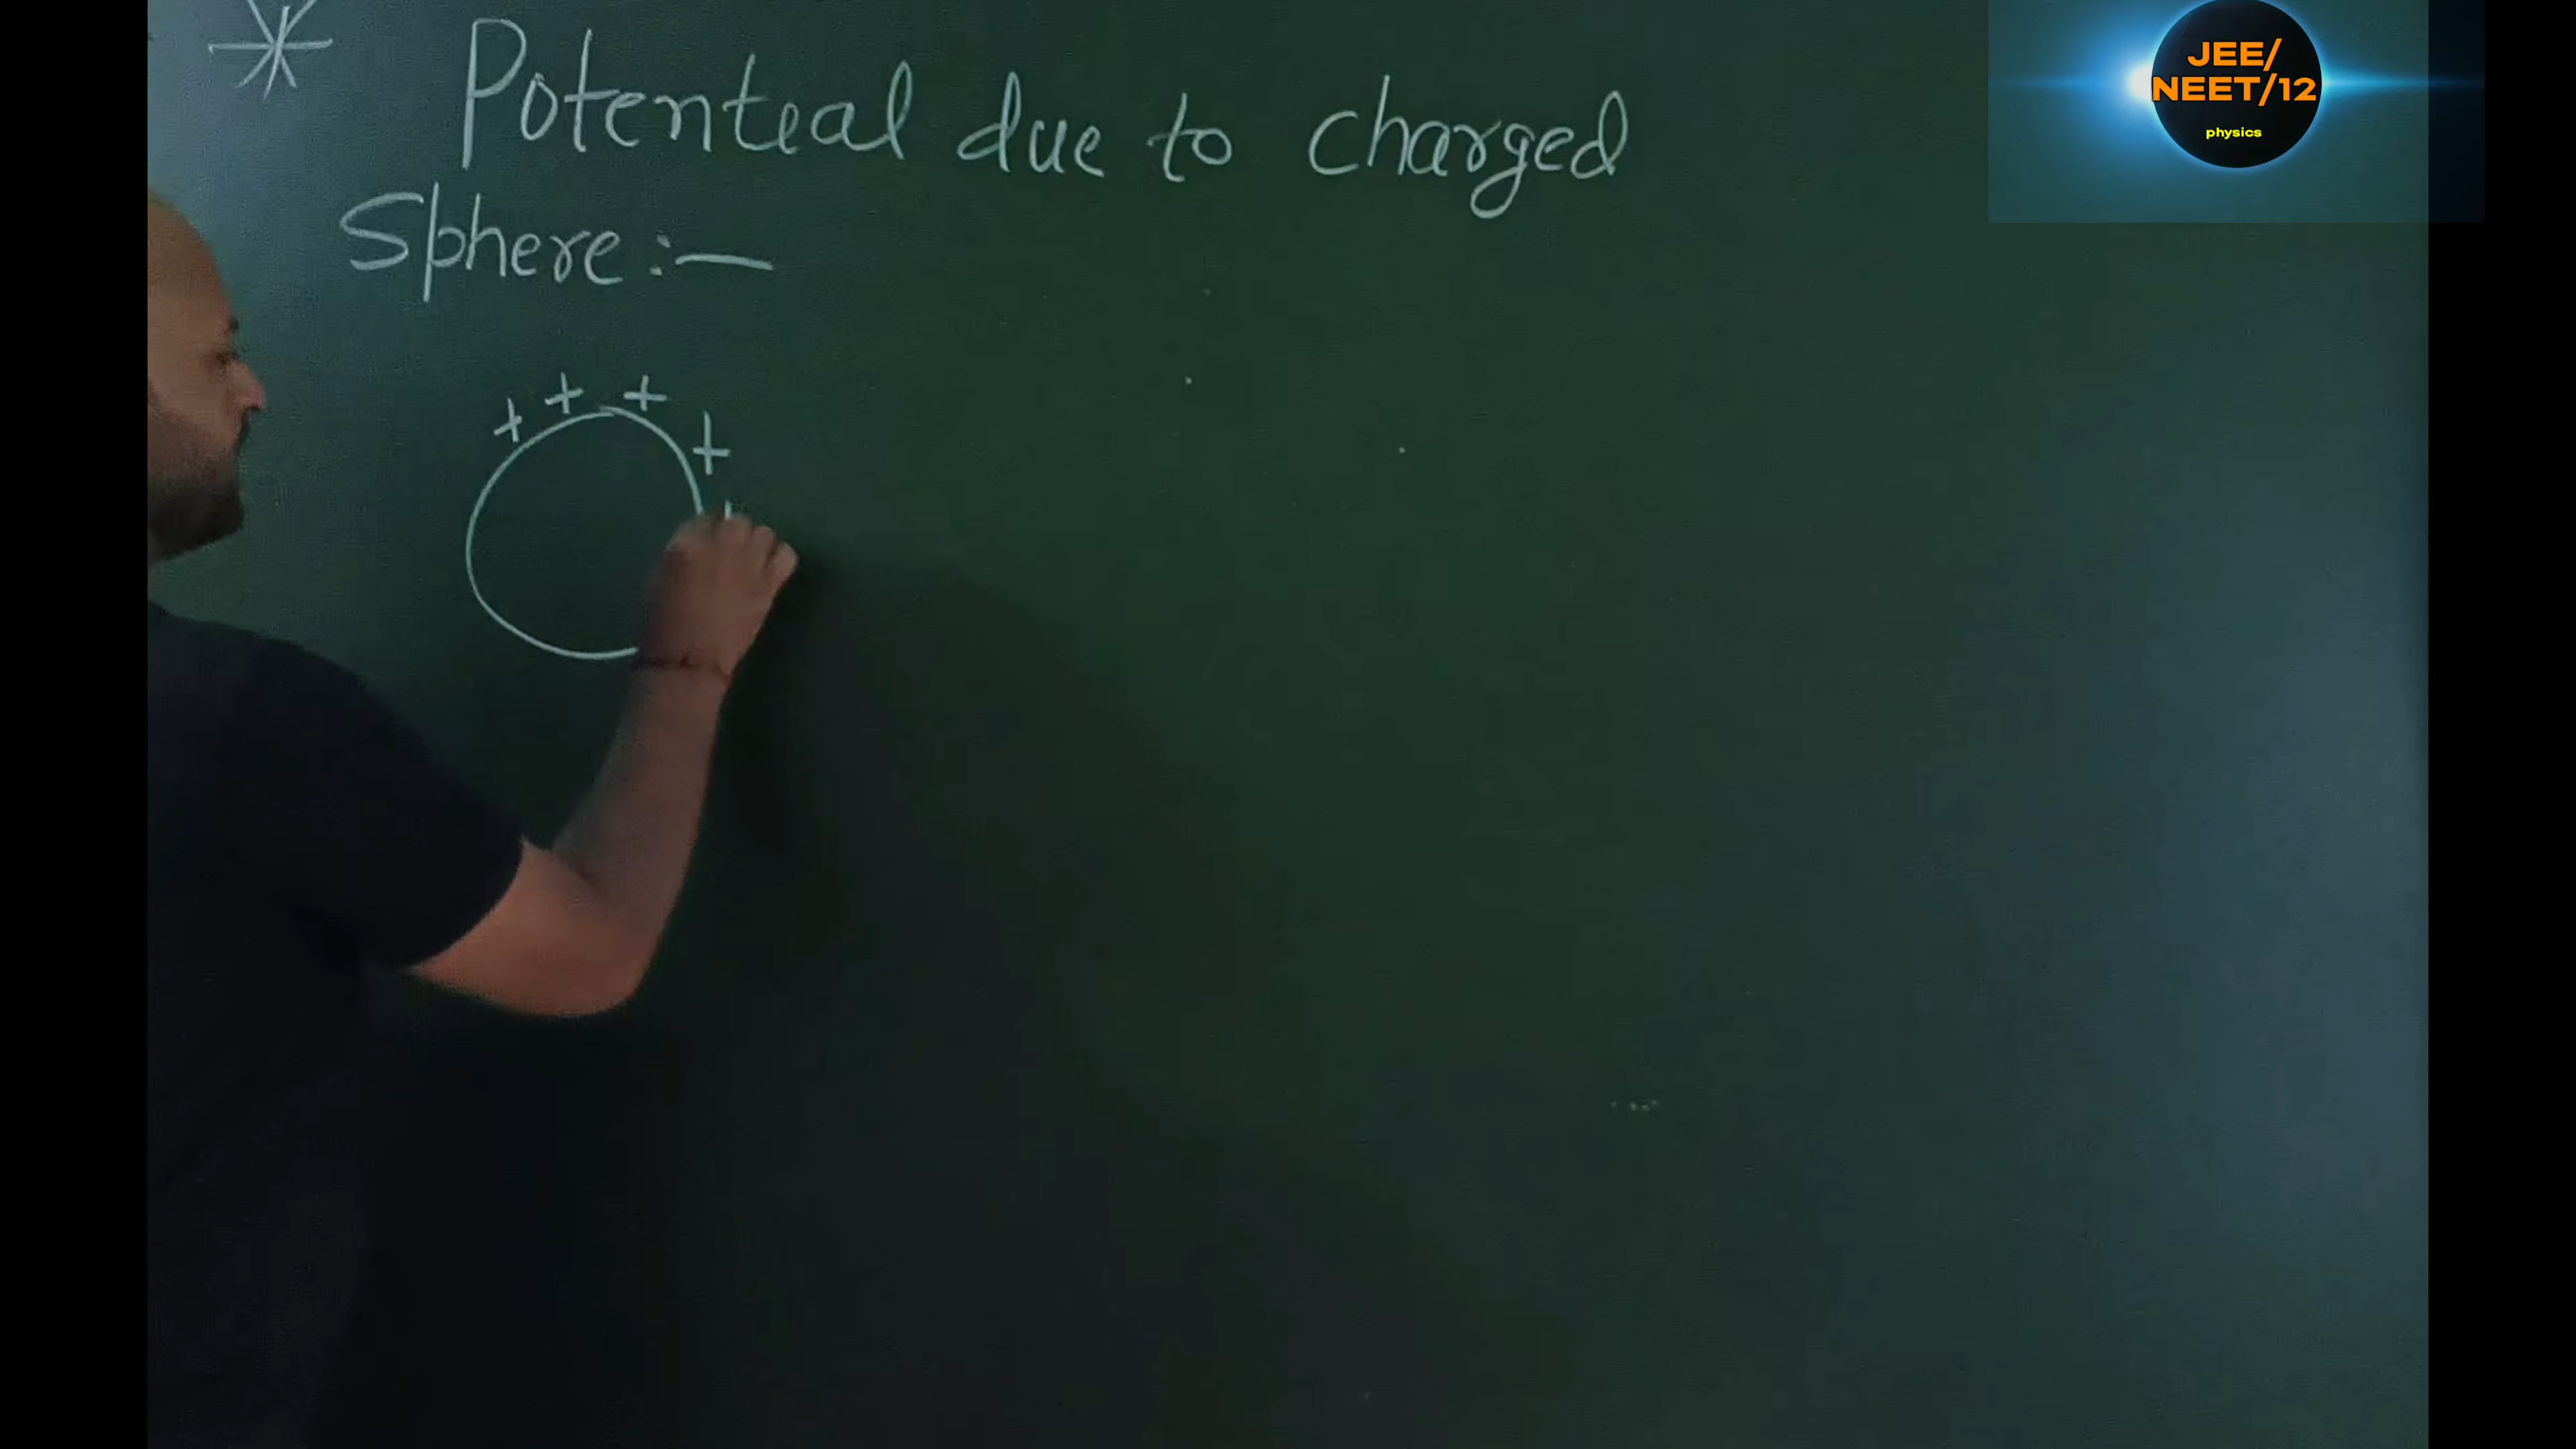 * Potential due to charged
Sphere :—
+ + + +
JEE/
NEET/12
physics